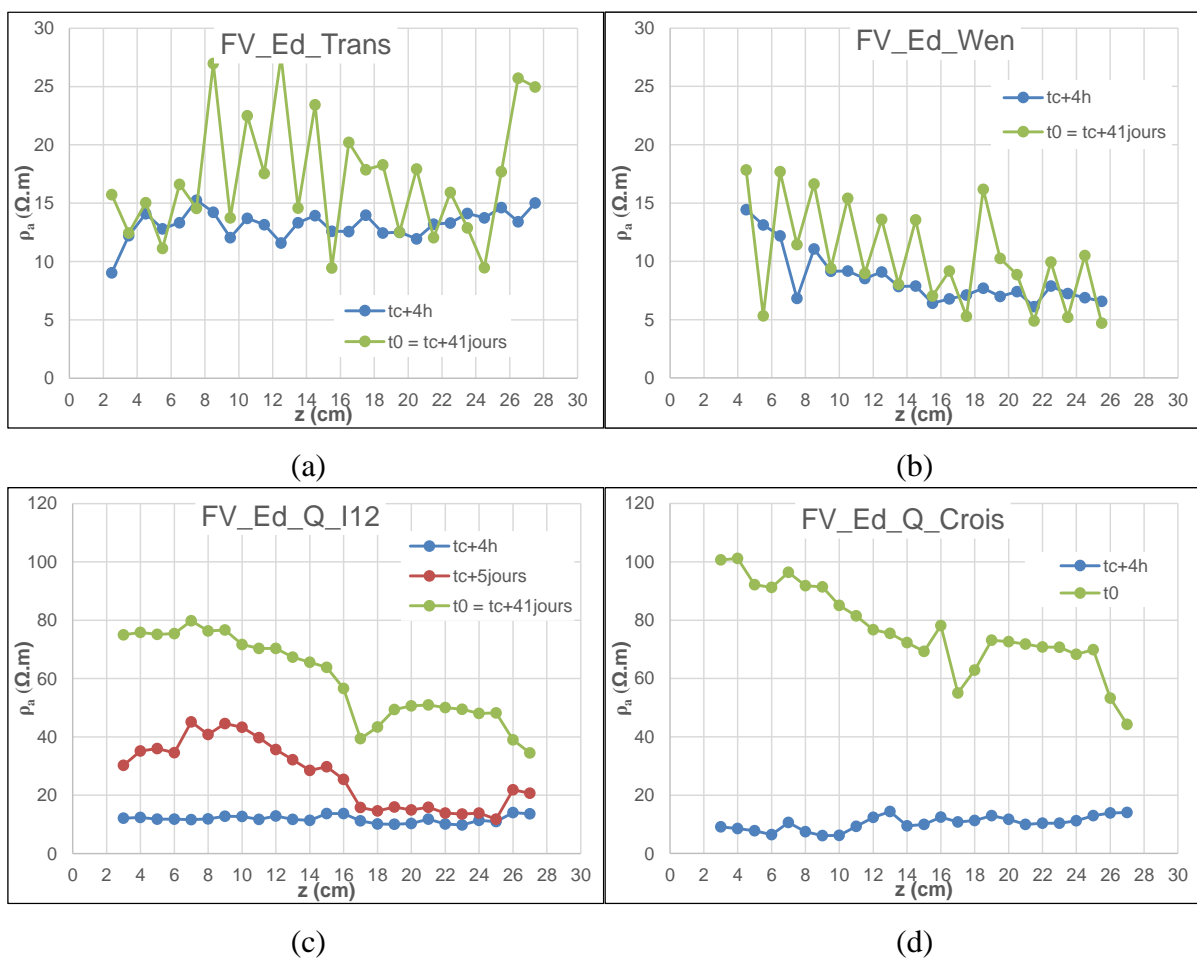 FV_Ed_Trans
30
25
20
15
10
5
0
ρa (Ω.m)
tc+4h
t0 = tc+41jours
0 2 4 6 8 10 12 14 16 18 20 22 24 26 28 30
z (cm)
(a)
FV_Ed_Wen
30
25
20
15
10
5
0
ρa (Ω.m)
tc+4h
t0 = tc+41jours
0 2 4 6 8 10 12 14 16 18 20 22 24 26 28 30
z (cm)
(b)
FV_Ed_Q_I12
120
100
80
60
40
20
0
ρa (Ω.m)
tc+4h
tc+5jours
t0 = tc+41jours
0 2 4 6 8 10 12 14 16 18 20 22 24 26 28 30
z (cm)
(c)
FV_Ed_Q_Crois
120
100
80
60
40
20
0
ρa (Ω.m)
tc+4h
t0
0 2 4 6 8 10 12 14 16 18 20 22 24 26 28 30
z (cm)
(d)